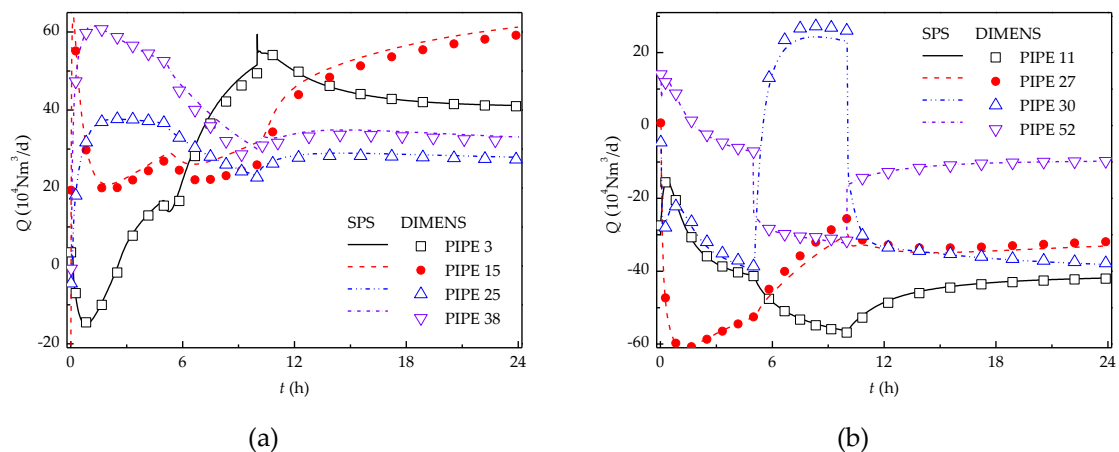 60
40
20
0
-20
Q (10⁴Nm³/d)
0 6 12 18 24
t (h)
SPS DIMENS
PIPE 3
PIPE 15
PIPE 25
PIPE 38
(a)
20
0
-20
-40
-60
Q (10⁴Nm³/d)
0 6 12 18 24
t (h)
SPS DIMENS
PIPE 11
PIPE 27
PIPE 30
PIPE 52
(b)